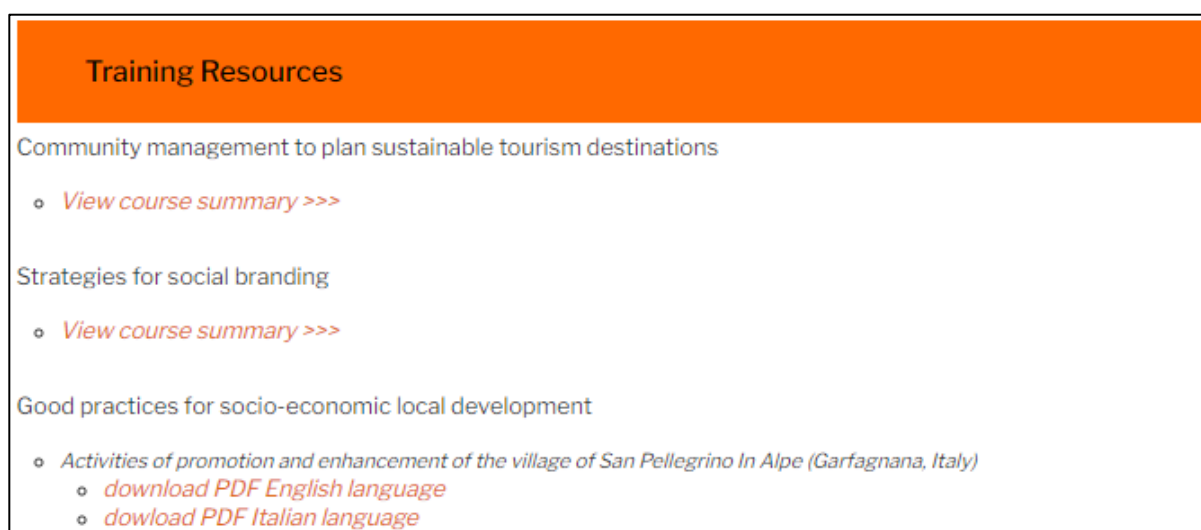 Training Resources
Community management to plan sustainable tourism destinations
View course summary >>>
Strategies for social branding
View course summary >>>
Good practices for socio-economic local development
Activities of promotion and enhancement of the village of San Pellegrino In Alpe (Garfagnana, Italy)
download PDF English language
dowload PDF Italian language